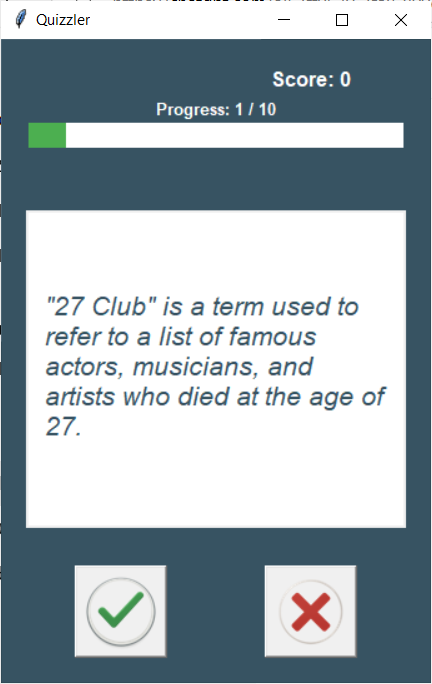 Quizzler
Score: 0
Progress: 1 / 10
"27 Club" is a term used to
refer to a list of famous
actors, musicians, and
artists who died at the age of
27.